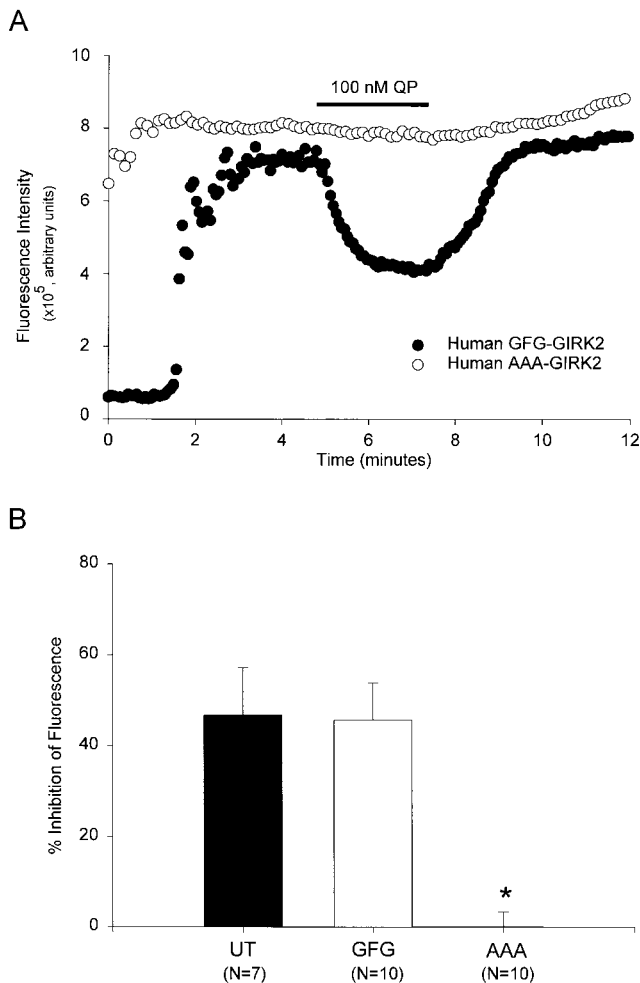 A
10
8
6
4
2
0
Fluorescence Intensity
(x10⁵, arbitrary units)
100 nM QP
Human GFG-GIRK2
Human AAA-GIRK2
0 2 4 6 8 10 12
Time (minutes)
B
80
60
40
20
0
% Inhibition of Fluorescence
*
UT GFG AAA
(N=7) (N=10) (N=10)